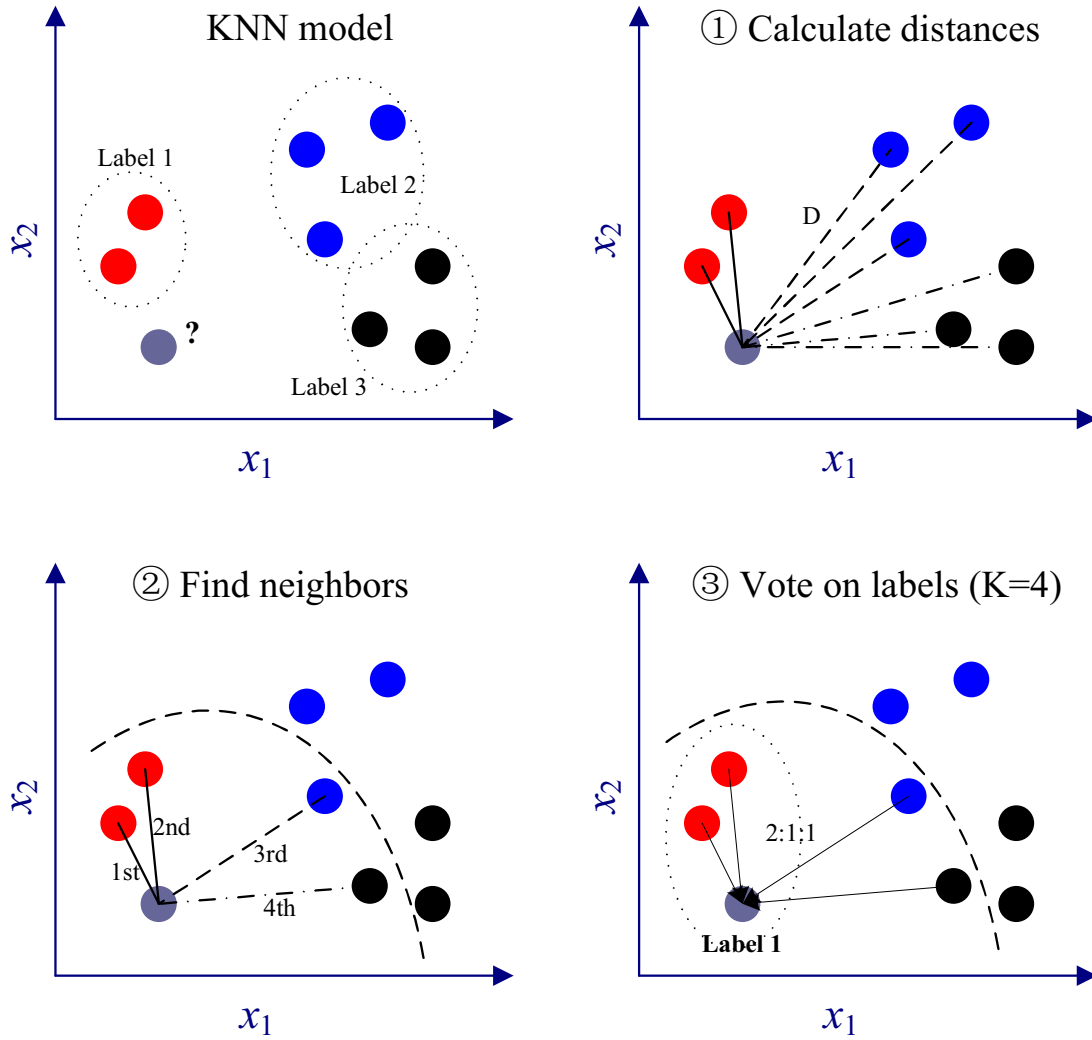 KNN model
Label 1
Label 2
?
Label 3
x₂
x₁
① Calculate distances
D
x₂
x₁
② Find neighbors
2nd
1st
3rd
4th
x₂
x₁
③ Vote on labels (K=4)
2:1:1
Label 1
x₂
x₁